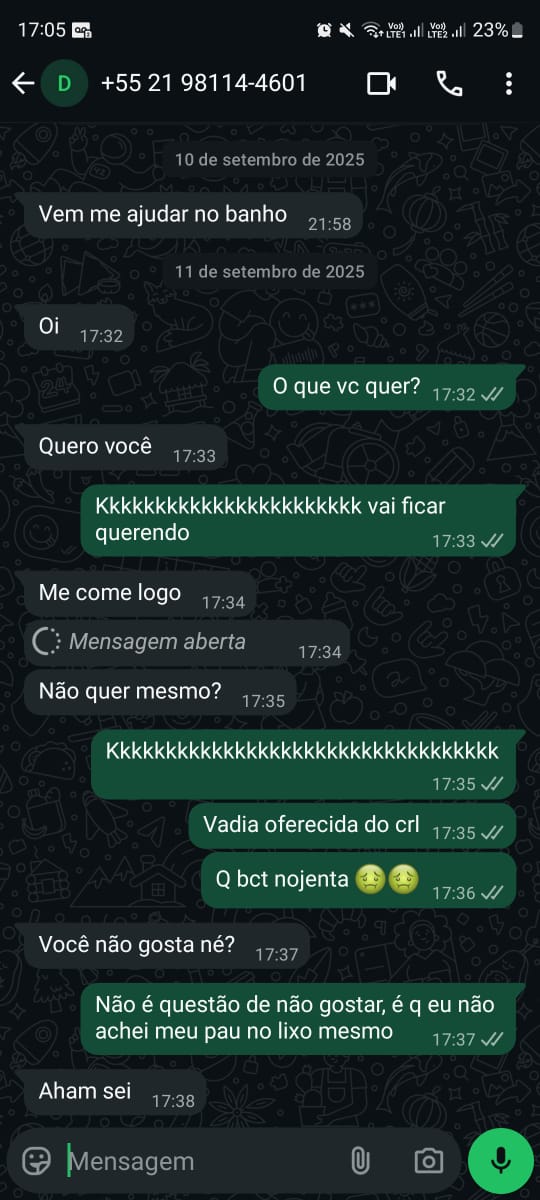 17:05
Vo)) LTE1 Vo)) LTE2 23%
D +55 21 98114-4601
10 de setembro de 2025
Vem me ajudar no banho 21:58
11 de setembro de 2025
Oi 17:32
O que vc quer? 17:32
Quero você 17:33
Kkkkkkkkkkkkkkkkkkkkkkk vai ficar
querendo 17:33
Me come logo 17:34
Mensagem aberta 17:34
Não quer mesmo? 17:35
Kkkkkkkkkkkkkkkkkkkkkkkkkkkkkkkkkk
17:35
Vadia oferecida do crl 17:35
Q bct nojenta 🤢🤢 17:36
Você não gosta né? 17:37
Não é questão de não gostar, é q eu não
achei meu pau no lixo mesmo 17:37
Aham sei 17:38
Mensagem